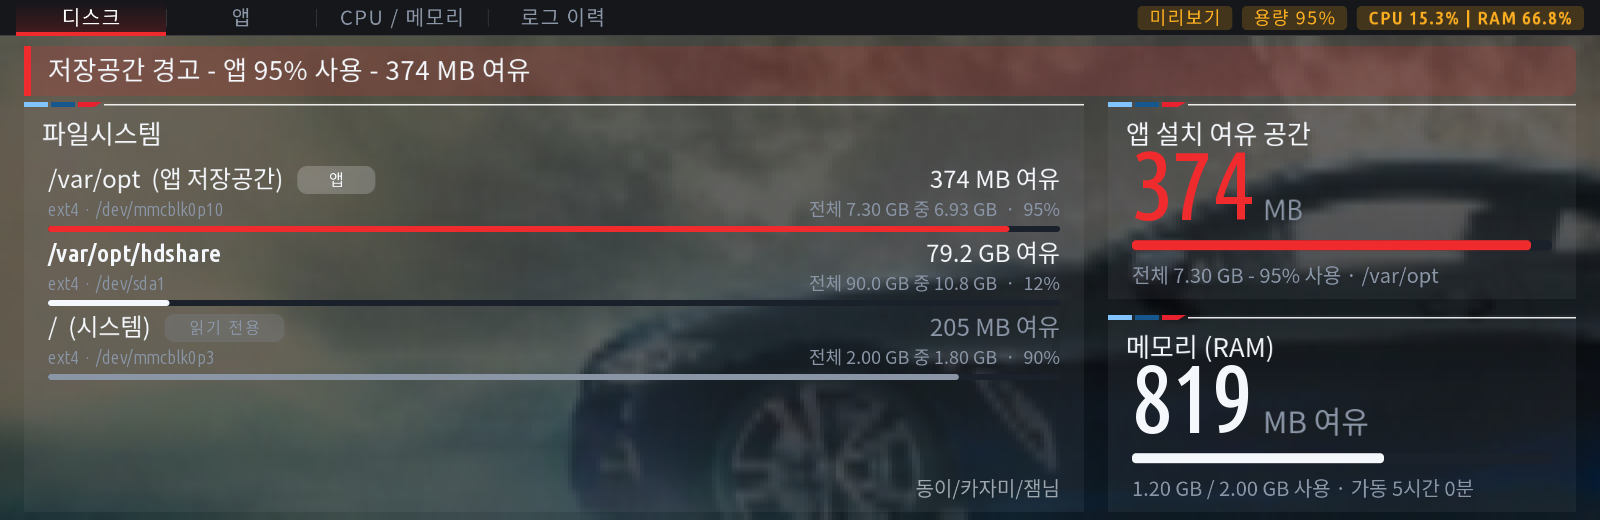 디스크
앱
CPU / 메모리
로그 이력
미리보기
용량 95%
CPU 15.3% | RAM 66.8%
저장공간 경고 - 앱 95% 사용 - 374 MB 여유
파일시스템
/var/opt (앱 저장공간) 앱 374 MB 여유
ext4 · /dev/mmcblk0p10 전체 7.30 GB 중 6.93 GB · 95%
/var/opt/hdshare 79.2 GB 여유
ext4 · /dev/sda1 전체 90.0 GB 중 10.8 GB · 12%
/ (시스템) 읽기 전용 205 MB 여유
ext4 · /dev/mmcblk0p3 전체 2.00 GB 중 1.80 GB · 90%
동이/카자미/잼님
앱 설치 여유 공간
374 MB
전체 7.30 GB - 95% 사용 · /var/opt
메모리 (RAM)
819 MB 여유
1.20 GB / 2.00 GB 사용 · 가동 5시간 0분